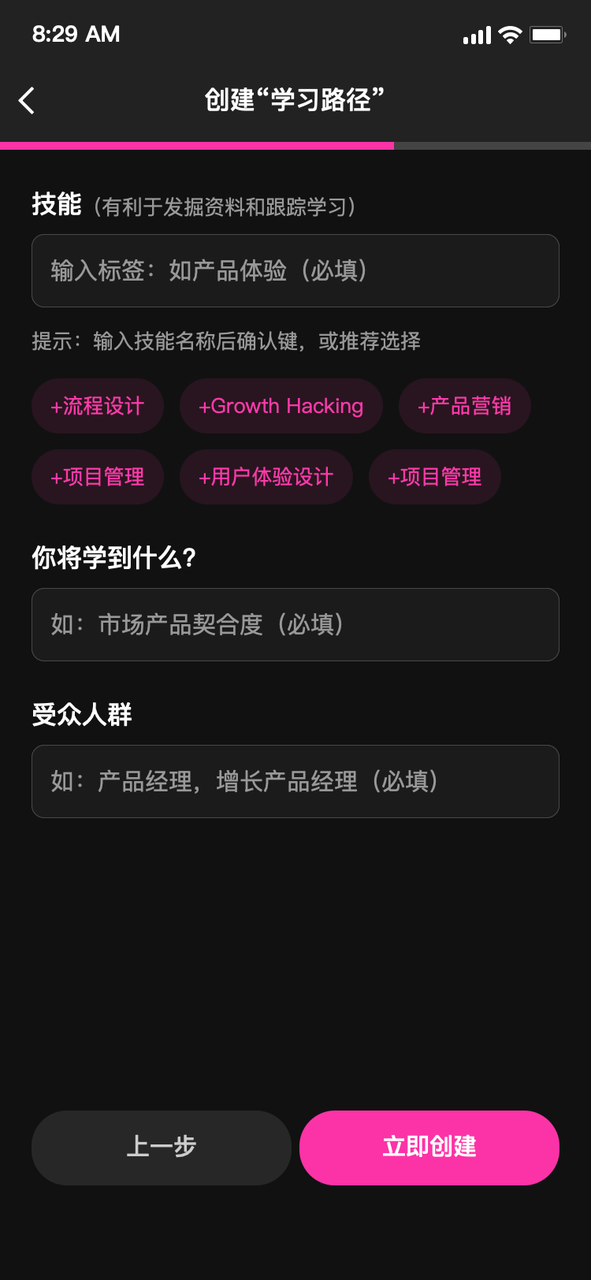 8:29 AM
创建“学习路径”
技能（有利于发掘资料和跟踪学习）
输入标签：如产品体验（必填）
提示：输入技能名称后确认键，或推荐选择
+流程设计 +Growth Hacking +产品营销
+项目管理 +用户体验设计 +项目管理
你将学到什么？
如：市场产品契合度（必填）
受众人群
如：产品经理，增长产品经理（必填）
上一步 立即创建